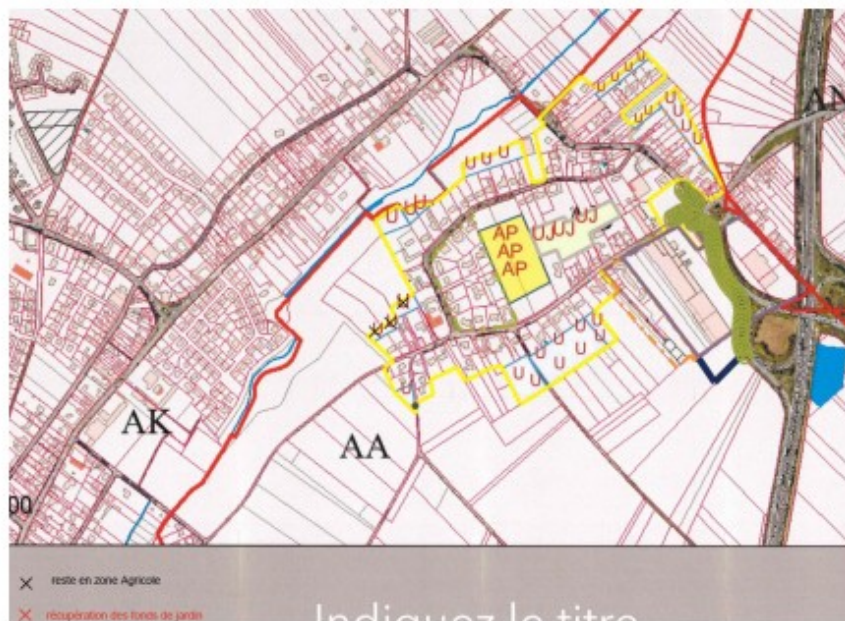 AN
U U U U
U U U U
U U U
U U U
AP
AP
AP
UJ UJ UJ
U U U U
U U U U
AK
AA
00
reste en zone Agricole
récupération des fonds de jardin
Indiquez le titre